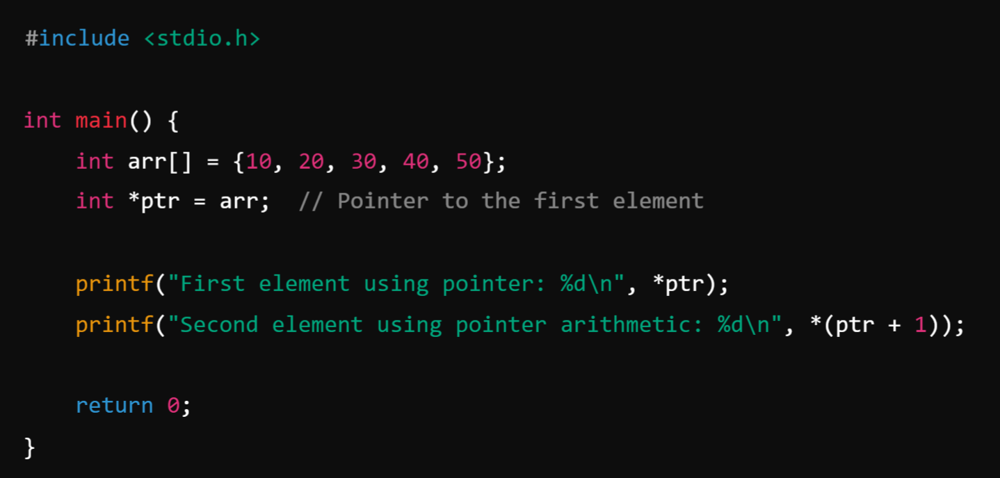 #include <stdio.h>
int main() {
    int arr[] = {10, 20, 30, 40, 50};
    int *ptr = arr;  // Pointer to the first element
    printf("First element using pointer: %d\n", *ptr);
    printf("Second element using pointer arithmetic: %d\n", *(ptr + 1));
    return 0;
}